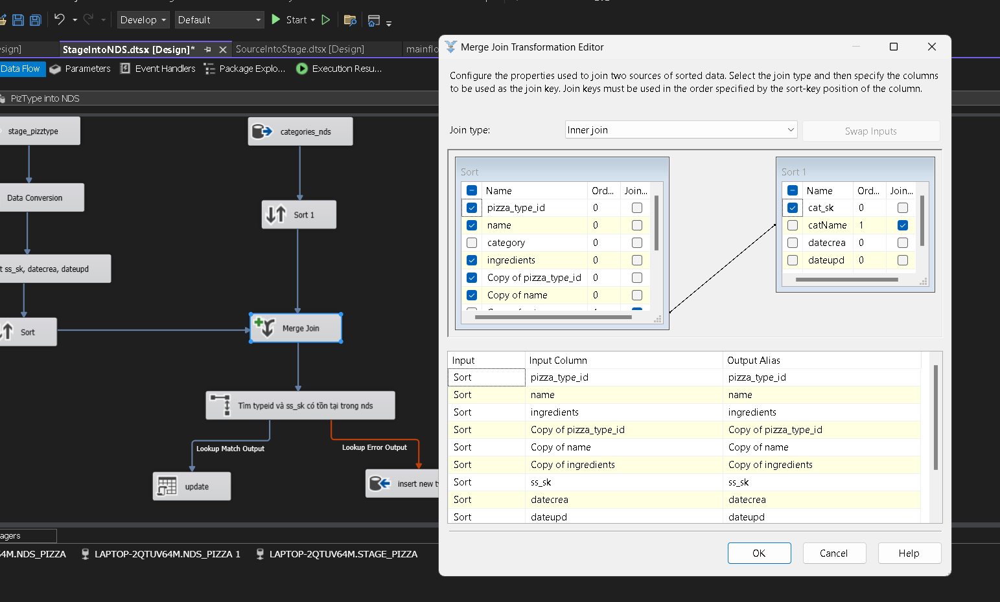 Develop
Default
Start
esign]
StageIntoNDS.dtsx [Design]*
SourceIntoStage.dtsx [Design]
mainflo
Data Flow
Parameters
Event Handlers
Package Explo...
Execution Resu...
PizType into NDS
stage_pizztype
categories_nds
Data Conversion
Sort 1
t ss_sk, datecrea, dateupd
Sort
Merge Join
Tìm typeid và ss_sk có tồn tại trong nds
Lookup Match Output
Lookup Error Output
update
insert new t
agers
64M.NDS_PIZZA
LAPTOP-2QTUV64M.NDS_PIZZA 1
LAPTOP-2QTUV64M.STAGE_PIZZA
Merge Join Transformation Editor
Configure the properties used to join two sources of sorted data. Select the join type and then specify the columns
to be used as the join key. Join keys must be used in the order specified by the sort-key position of the column.
Join type:
Inner join
Swap Inputs
Sort
Name Ord... Join...
pizza_type_id 0
name 0
category 0
ingredients 0
Copy of pizza_type_id 0
Copy of name 0
Sort 1
Name Ord... Join...
cat_sk 0
catName 1
datecrea 0
dateupd 0
Input Input Column Output Alias
Sort pizza_type_id pizza_type_id
Sort name name
Sort ingredients ingredients
Sort Copy of pizza_type_id Copy of pizza_type_id
Sort Copy of name Copy of name
Sort Copy of ingredients Copy of ingredients
Sort ss_sk ss_sk
Sort datecrea datecrea
Sort dateupd dateupd
OK
Cancel
Help